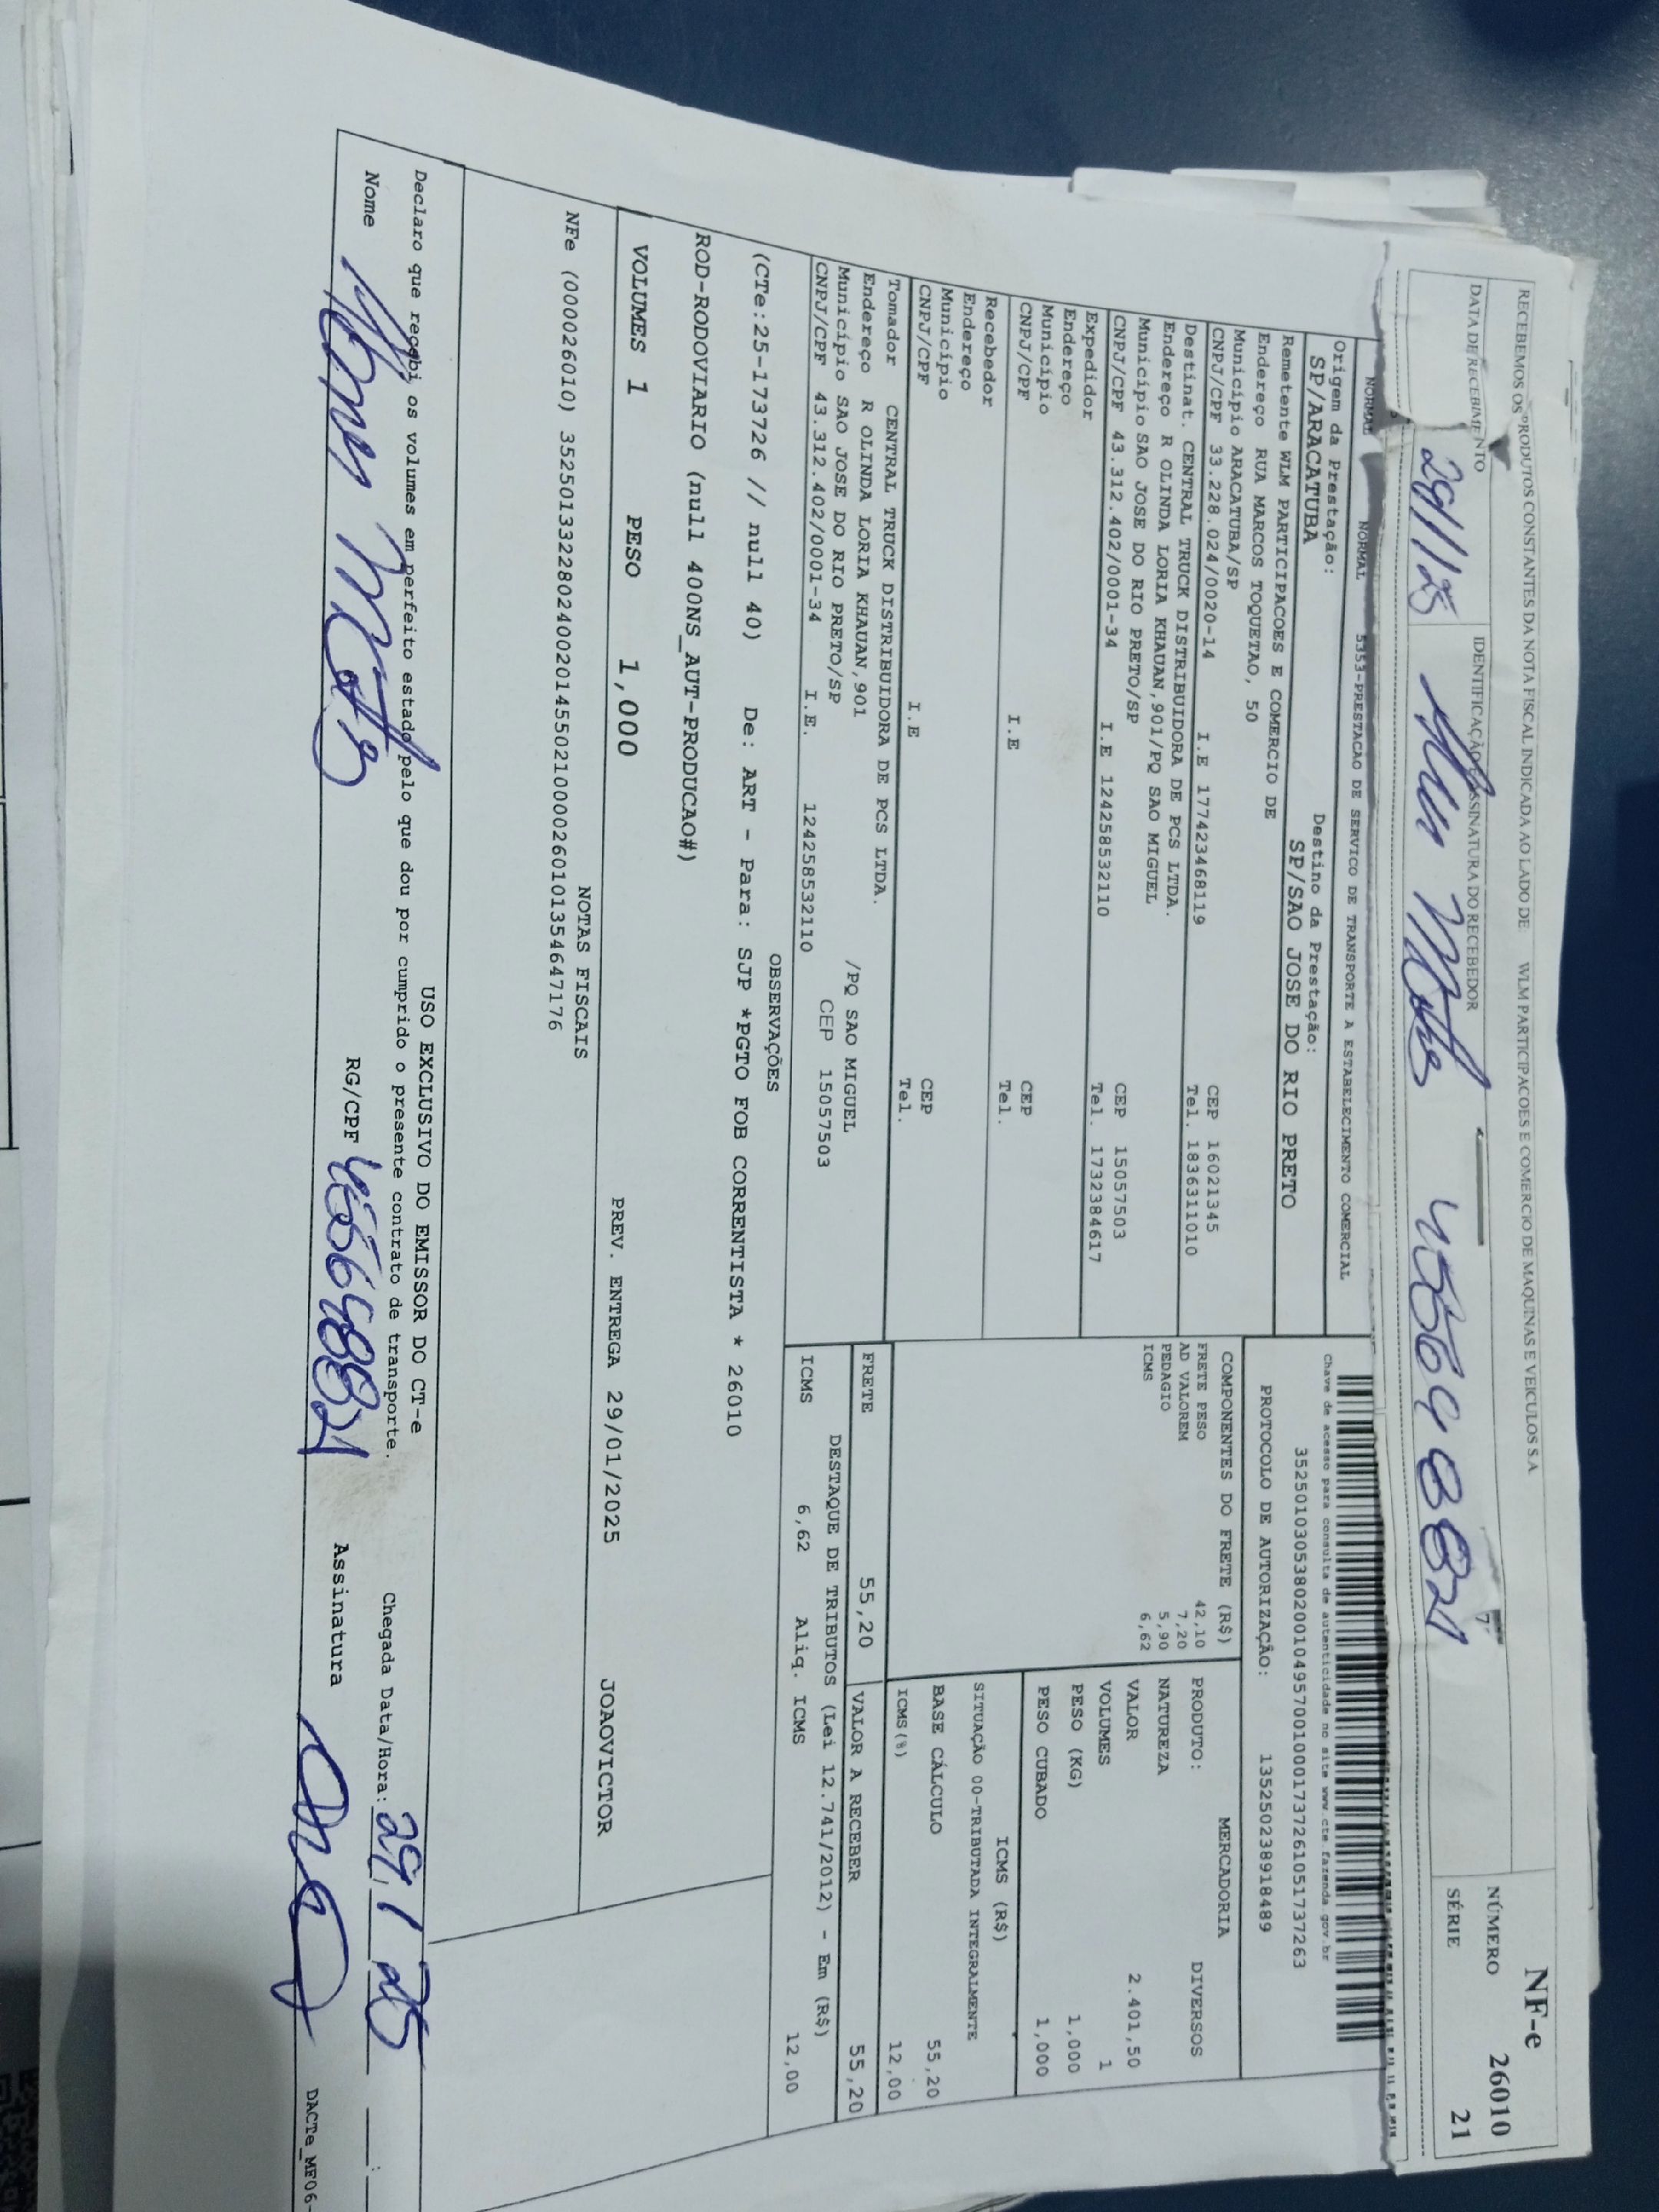 RECEBEMOS OS PRODUTOS CONSTANTES DA NOTA FISCAL INDICADA AO LADO DE WLM PARTICIPACOES E COMERCIO DE MAQUINAS E VEICULOS S.A
NF-e
NÚMERO 26010
SÉRIE 21
DATA DE RECEBIMENTO
IDENTIFICAÇÃO E ASSINATURA DO RECEBEDOR
29/1/25
NORMAL NORMAL 5353-PRESTACAO DE SERVICO DE TRANSPORTE A ESTABELECIMENTO COMERCIAL
Origem da Prestação: Destino da Prestação:
SP/ARACATUBA SP/SAO JOSE DO RIO PRETO
Remetente WLM PARTICIPACOES E COMERCIO DE
Endereço RUA MARCOS TOQUETAO, 50
Município ARACATUBA/SP CEP 16021345
CNPJ/CPF 33.228.024/0020-14 I.E 177423468119 Tel. 1836311010
Destinat. CENTRAL TRUCK DISTRIBUIDORA DE PCS LTDA.
Endereço R OLINDA LORIA KHAUAN,901/PQ SAO MIGUEL
Município SAO JOSE DO RIO PRETO/SP CEP 15057503
CNPJ/CPF 43.312.402/0001-34 I.E 124258532110 Tel. 1732384617
Expedidor
Endereço
Município CEP
CNPJ/CPF I.E Tel.
Recebedor
Endereço
Município CEP
CNPJ/CPF I.E Tel.
Tomador CENTRAL TRUCK DISTRIBUIDORA DE PCS LTDA.
Endereço R OLINDA LORIA KHAUAN,901 /PQ SAO MIGUEL
Município SAO JOSE DO RIO PRETO/SP CEP 15057503
CNPJ/CPF 43.312.402/0001-34 I.E. 124258532110
Chave de acesso para consulta de autenticidade no site www.cte.fazenda.gov.br
35250103053802001049570010001737261051737263
PROTOCOLO DE AUTORIZAÇÃO: 135250238918489
COMPONENTES DO FRETE (R$)
FRETE PESO 42,10
AD VALOREM 7,20
PEDAGIO 5,90
ICMS 6,62
MERCADORIA
PRODUTO: DIVERSOS
NATUREZA
VALOR 2.401,50
VOLUMES 1
PESO (KG) 1,000
PESO CUBADO 1,000
ICMS (R$)
SITUAÇÃO 00-TRIBUTADA INTEGRALMENTE
BASE CÁLCULO 55,20
ICMS(%) 12,00
FRETE 55,20 VALOR A RECEBER 55,20
DESTAQUE DE TRIBUTOS (Lei 12.741/2012) - Em (R$)
ICMS 6,62 Aliq. ICMS 12,00
OBSERVAÇÕES
(CTe:25-173726 // null 40) De: ART - Para: SJP *PGTO FOB CORRENTISTA * 26010
ROD-RODOVIARIO (null 400NS_AUT-PRODUCAO#)
VOLUMES 1 PESO 1,000 PREV. ENTREGA 29/01/2025 JOAOVICTOR
NOTAS FISCAIS
NFe (000026010) 35250133228024002014550210000260101354647176
USO EXCLUSIVO DO EMISSOR DO CT-e
Declaro que recebi os volumes em perfeito estado pelo que dou por cumprido o presente contrato de transporte.
Chegada Data/Hora: 29/1/25
Nome RG/CPF Assinatura
DACTe_MF06-